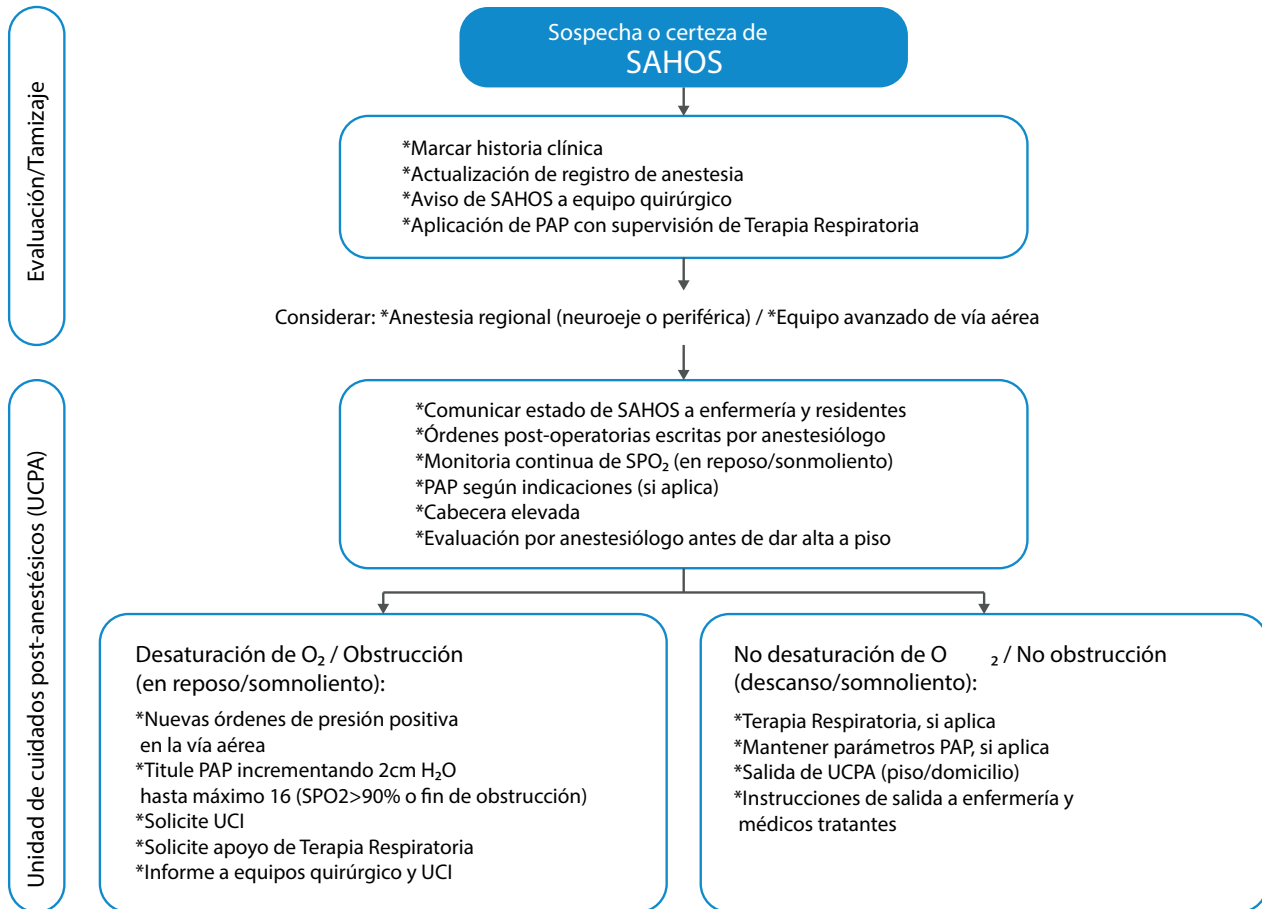 Evaluación/Tamizaje
Sospecha o certeza de
SAHOS
*Marcar historia clínica
*Actualización de registro de anestesia
*Aviso de SAHOS a equipo quirúrgico
*Aplicación de PAP con supervisión de Terapia Respiratoria
Considerar: *Anestesia regional (neuroeje o periférica) / *Equipo avanzado de vía aérea
Unidad de cuidados post-anestésicos (UCPA)
*Comunicar estado de SAHOS a enfermería y residentes
*Órdenes post-operatorias escritas por anestesiólogo
*Monitoria continua de SPO₂ (en reposo/sonmoliento)
*PAP según indicaciones (si aplica)
*Cabecera elevada
*Evaluación por anestesiólogo antes de dar alta a piso
Desaturación de O₂ / Obstrucción
(en reposo/somnoliento):
*Nuevas órdenes de presión positiva
en la vía aérea
*Titule PAP incrementando 2cm H₂O
hasta máximo 16 (SPO2>90% o fin de obstrucción)
*Solicite UCI
*Solicite apoyo de Terapia Respiratoria
*Informe a equipos quirúrgico y UCI
No desaturación de O ₂ / No obstrucción
(descanso/somnoliento):
*Terapia Respiratoria, si aplica
*Mantener parámetros PAP, si aplica
*Salida de UCPA (piso/domicilio)
*Instrucciones de salida a enfermería y
médicos tratantes